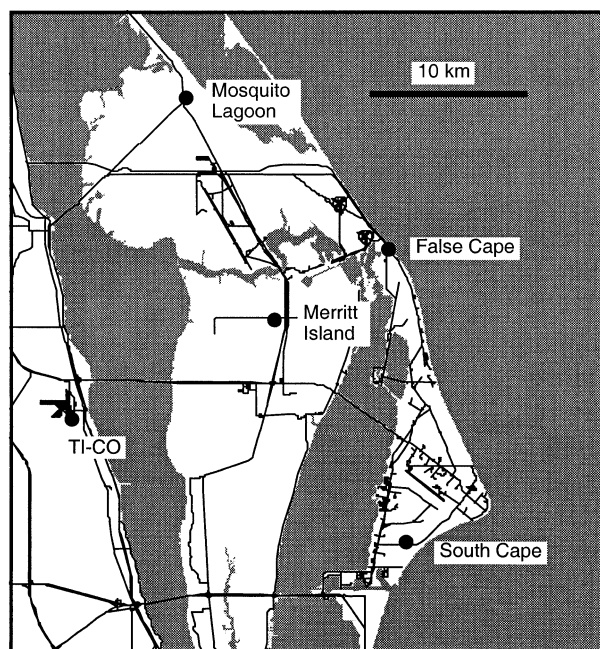 Mosquito
Lagoon
10 km
False Cape
Merritt
Island
TI-CO
South Cape